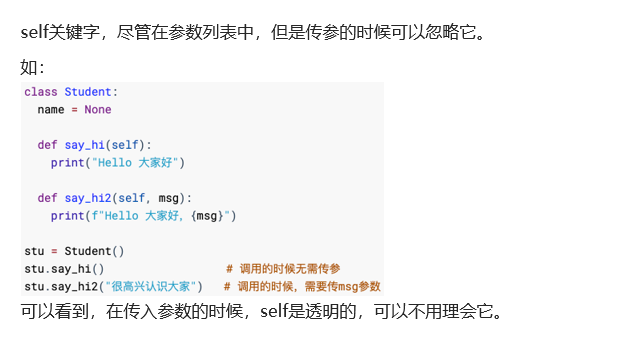 self关键字，尽管在参数列表中，但是传参的时候可以忽略它。
如：
class Student:
  name = None
  def say_hi(self):
    print("Hello 大家好")
  def say_hi2(self, msg):
    print(f"Hello 大家好, {msg}")
stu = Student()
stu.say_hi()                  # 调用的时候无需传参
stu.say_hi2("很高兴认识大家")   # 调用的时候，需要传msg参数
可以看到，在传入参数的时候，self是透明的，可以不用理会它。